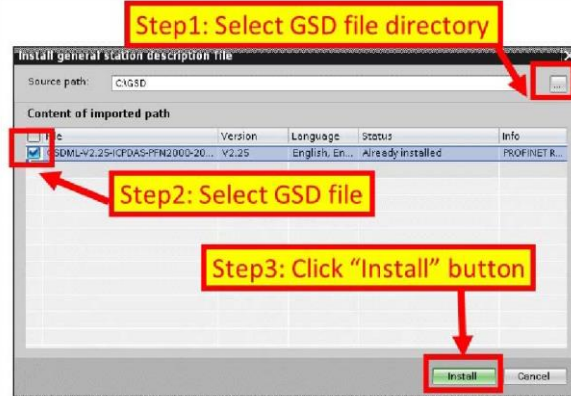 Step1: Select GSD file directory
Install general station description file
Source path: C:\GSD
...
Content of imported path
File Version Language Status Info
GSDML-V2.25-ICPDAS-PFN2000-20... V2.25 English, En... Already installed PROFINET R...
Step2: Select GSD file
Step3: Click “Install” button
Install Cancel